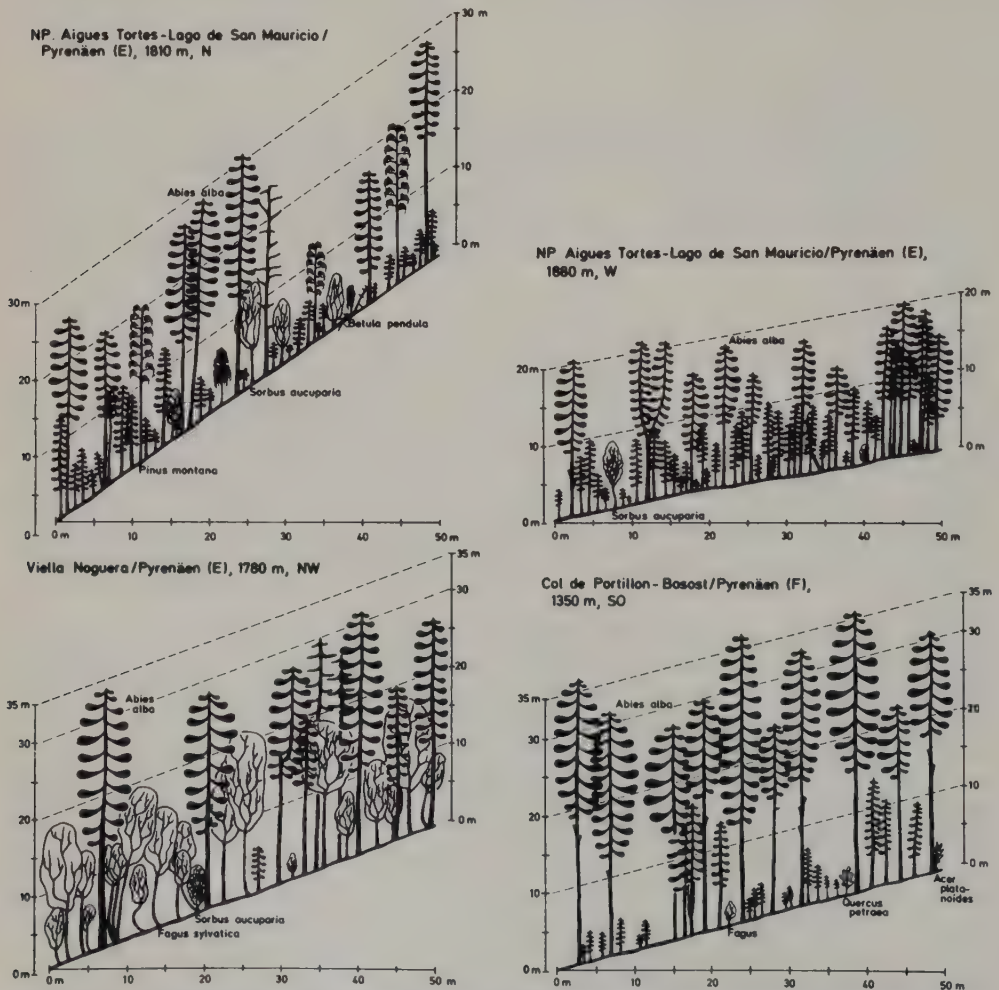 NP. Aigues Tortes-Lago de San Mauricio/
Pyrenäen (E), 1810 m, N
30 m
20
10
0 m
30 m
20
10
0 m
Abies alba
Betula pendula
Sorbus aucuparia
Pinus montana
0 m 10 20 30 40 50 m
NP Aigues Tortes-Lago de San Mauricio/Pyrenäen (E),
m, W
20 m
10
0 m
20 m
10
0 m
Abies alba
Sorbus aucuparia
0 m 10 20 30 40 50 m
Viella Noguera/Pyrenäen (E), 1780 m, NW
35 m
30
20
10
0 m
35 m
30
20
10
0 m
Abies
alba
Sorbus aucuparia
Fagus sylvatica
0 m 10 20 30 40 50 m
Col de Portillon-Bosost/Pyrenäen (F),
1350 m, SO
35 m
30
20
10
0 m
35 m
30
20
10
0 m
Abies alba
Fagus
Quercus
petraea
Acer
plata-
noides
0 m 10 20 30 40 50 m